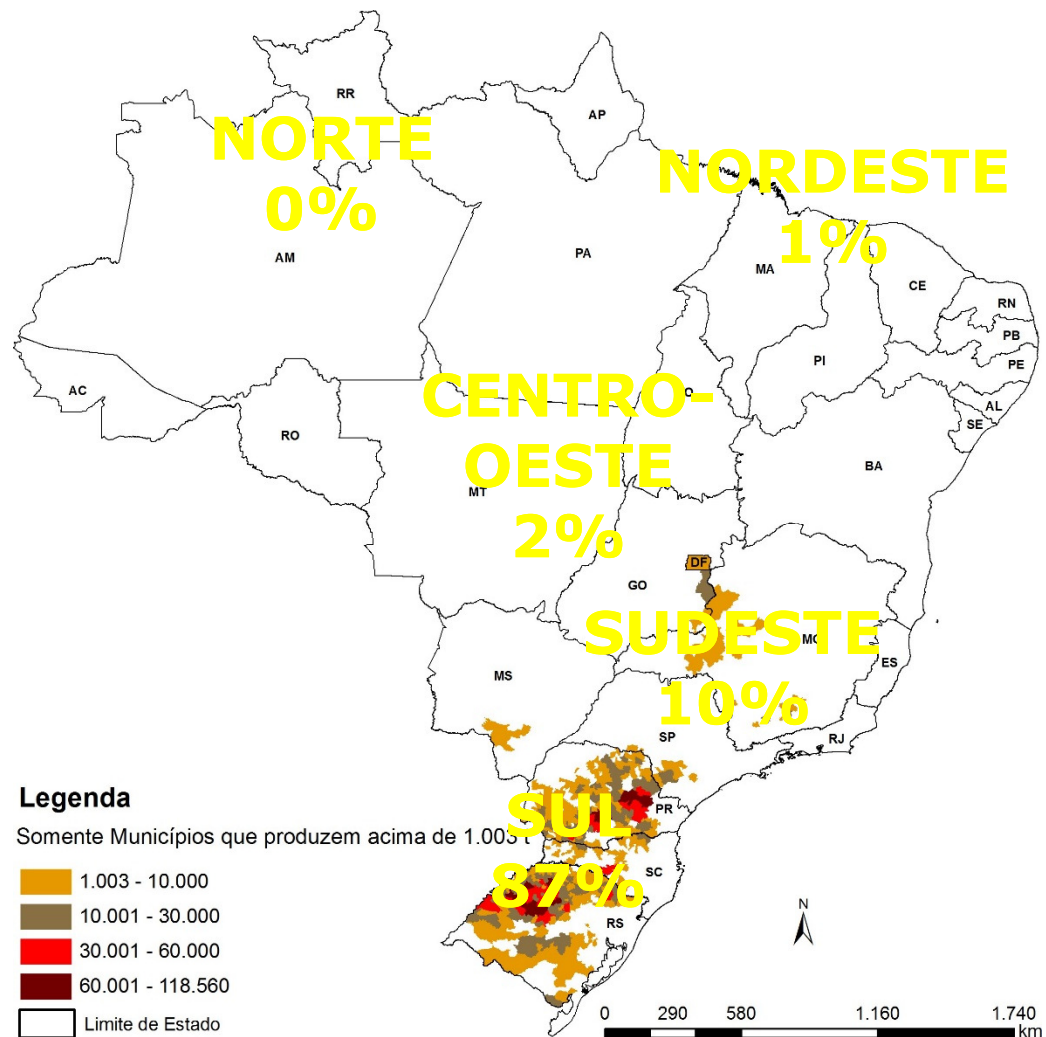 RR
AP
NORTE
0%
NORDESTE
1%
AM
PA
MA
CE
RN
PB
PE
AL
SE
PI
AC
RO
CENTRO-
OESTE
2%
MT
BA
DF
GO
SUDESTE
10%
MG
ES
MS
SP
RJ
PR
SUL
87%
SC
RS
N
Legenda
Somente Municípios que produzem acima de 1.003 t
1.003 - 10.000
10.001 - 30.000
30.001 - 60.000
60.001 - 118.560
Limite de Estado
0 290 580 1.160 1.740
km